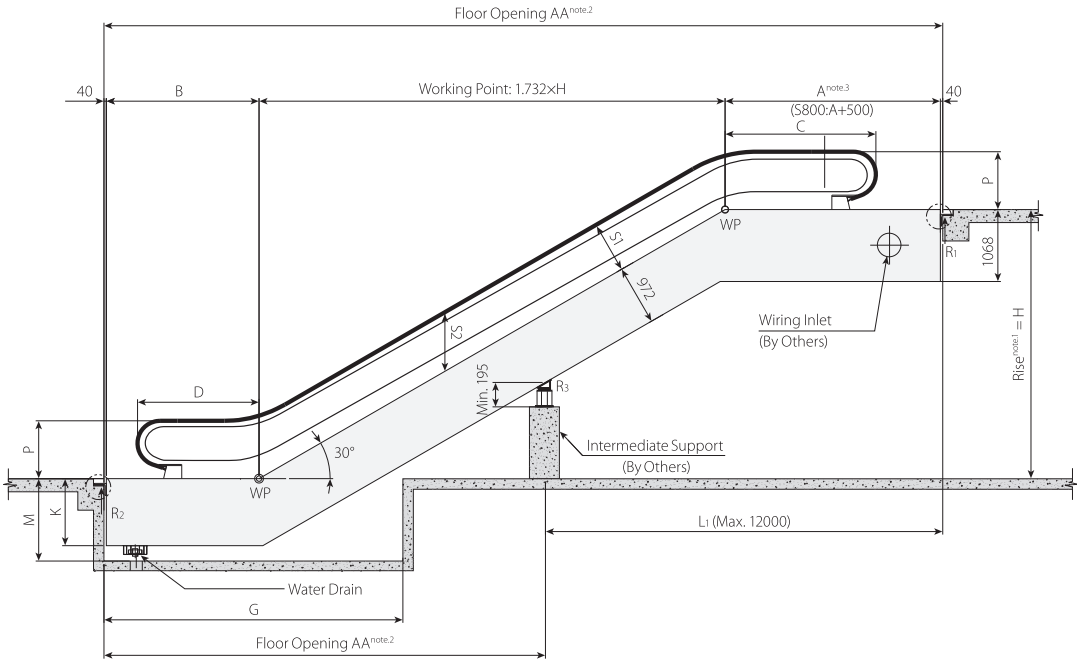 Floor Opening AAnote.2
40
B
Working Point: 1.732×H
Anote.3
40
(S800:A+500)
C
P
WP
S1
R1
1068
972
Wiring Inlet
(By Others)
Risenote.1 = H
S2
D
Min. 195
R3
P
30°
Intermediate Support
(By Others)
WP
M
K
R2
L1 (Max. 12000)
Water Drain
G
Floor Opening AAnote.2